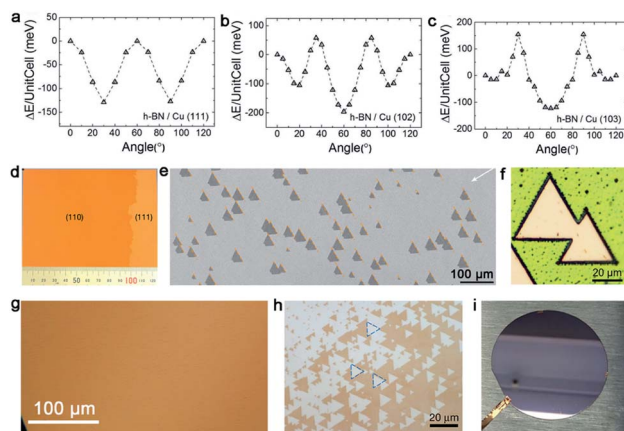 a
b
c
ΔE/UnitCell (meV)
0
-50
-100
-150
0 20 40 60 80 100 120
Angle(°)
h-BN / Cu (111)
ΔE/UnitCell (meV)
100
0
-100
-200
0 20 40 60 80 100 120
Angle(°)
h-BN / Cu (102)
ΔE/UnitCell (meV)
200
100
0
-100
-200
0 20 40 60 80 100 120
Angle(°)
h-BN / Cu (103)
d
(110)
(111)
50
100
e
100 µm
f
20 µm
g
100 µm
h
20 µm
i